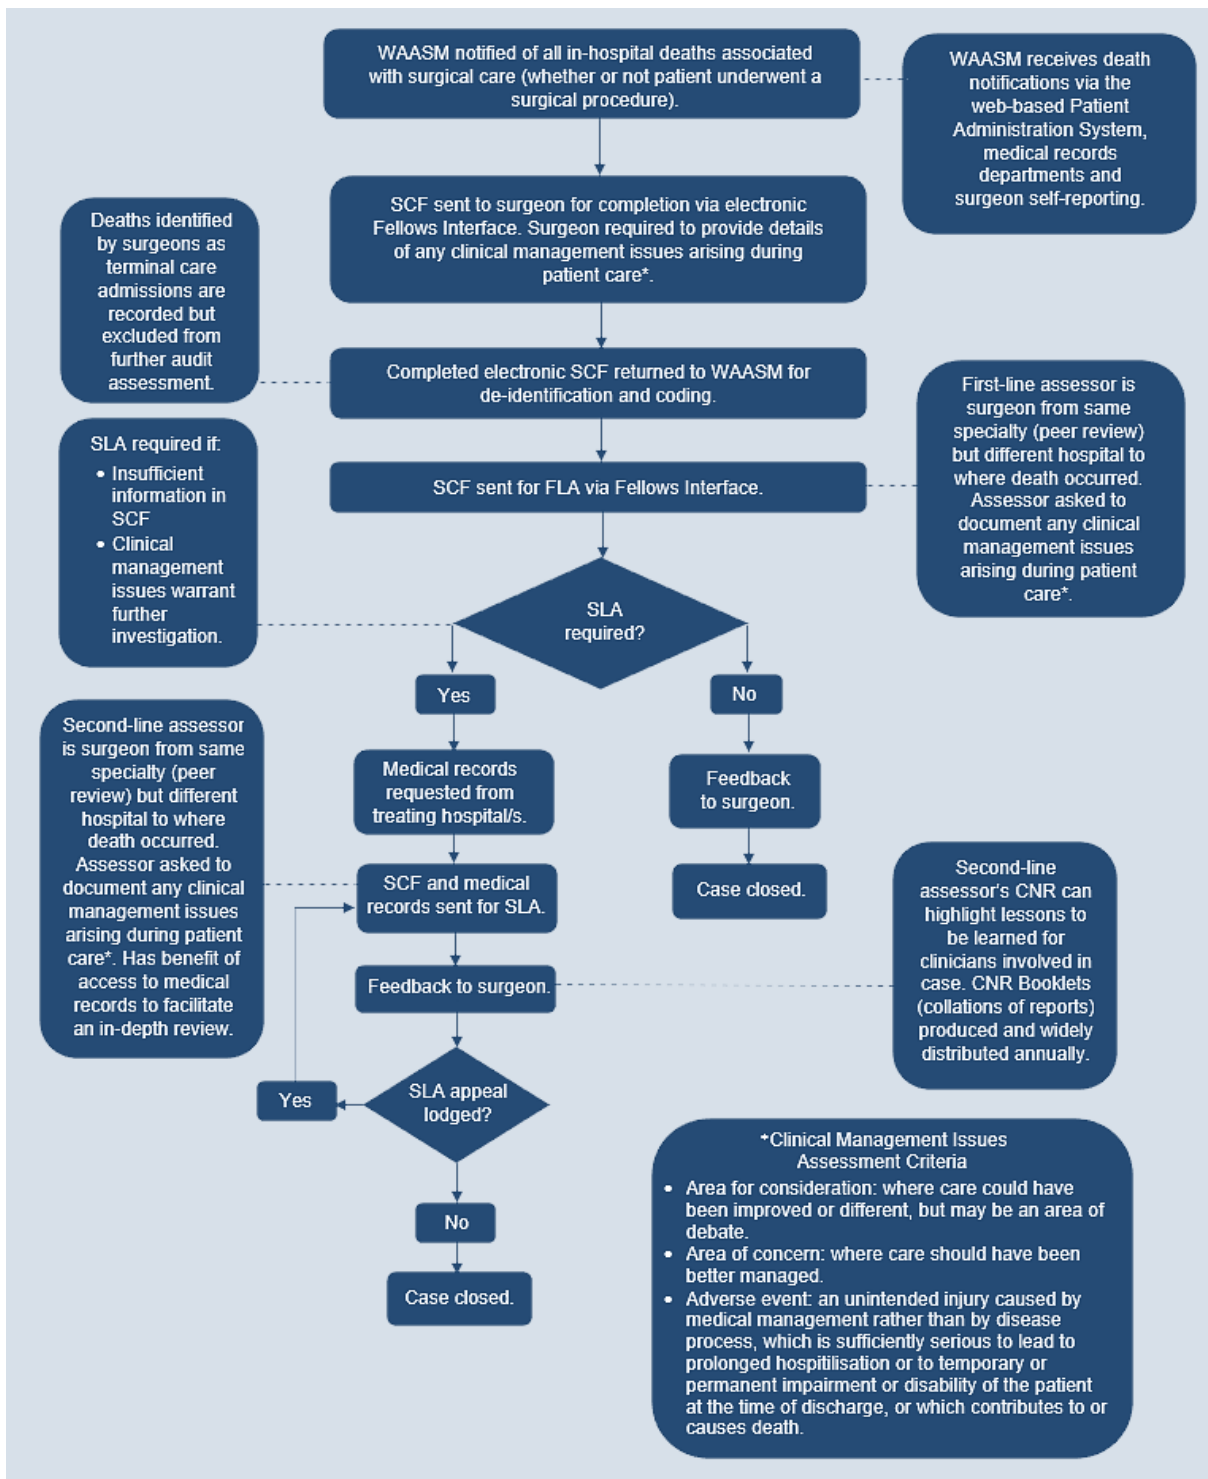 WAASM notified of all in-hospital deaths associated
with surgical care (whether or not patient underwent a
surgical procedure).
WAASM receives death
notifications via the
web-based Patient
Administration System,
medical records
departments and
surgeon self-reporting.
SCF sent to surgeon for completion via electronic
Fellows Interface. Surgeon required to provide details
of any clinical management issues arising during
patient care*.
Deaths identified
by surgeons as
terminal care
admissions are
recorded but
excluded from
further audit
assessment.
Completed electronic SCF returned to WAASM for
de-identification and coding.
First-line assessor is
surgeon from same
specialty (peer review)
but different hospital to
where death occurred.
Assessor asked to
document any clinical
management issues
arising during patient
care*.
SCF sent for FLA via Fellows Interface.
SLA required if:
• Insufficient
information in
SCF
• Clinical
management
issues warrant
further
investigation.
SLA
required?
Yes
No
Second-line assessor
is surgeon from same
specialty (peer
review) but different
hospital to where
death occurred.
Assessor asked to
document any clinical
management issues
arising during patient
care*. Has benefit of
access to medical
records to facilitate
an in-depth review.
Medical records
requested from
treating hospital/s.
Feedback
to surgeon.
SCF and medical
records sent for SLA.
Case closed.
Second-line
assessor's CNR can
highlight lessons to
be learned for
clinicians involved in
case. CNR Booklets
(collations of reports)
produced and widely
distributed annually.
Feedback to surgeon.
SLA appeal
lodged?
Yes
No
Case closed.
*Clinical Management Issues
Assessment Criteria
• Area for consideration: where care could have
been improved or different, but may be an area of
debate.
• Area of concern: where care should have been
better managed.
• Adverse event: an unintended injury caused by
medical management rather than by disease
process, which is sufficiently serious to lead to
prolonged hospitilisation or to temporary or
permanent impairment or disability of the patient
at the time of discharge, or which contributes to or
causes death.